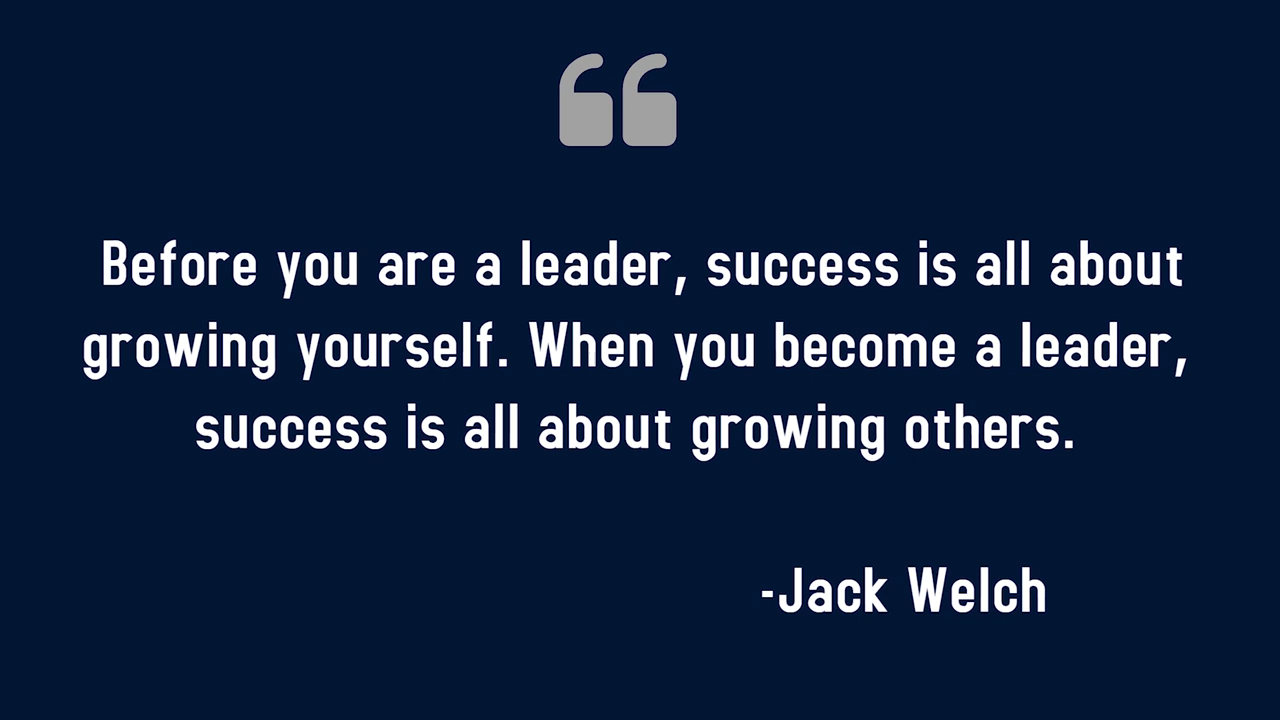 “
Before you are a leader, success is all about
growing yourself. When you become a leader,
success is all about growing others.
-Jack Welch